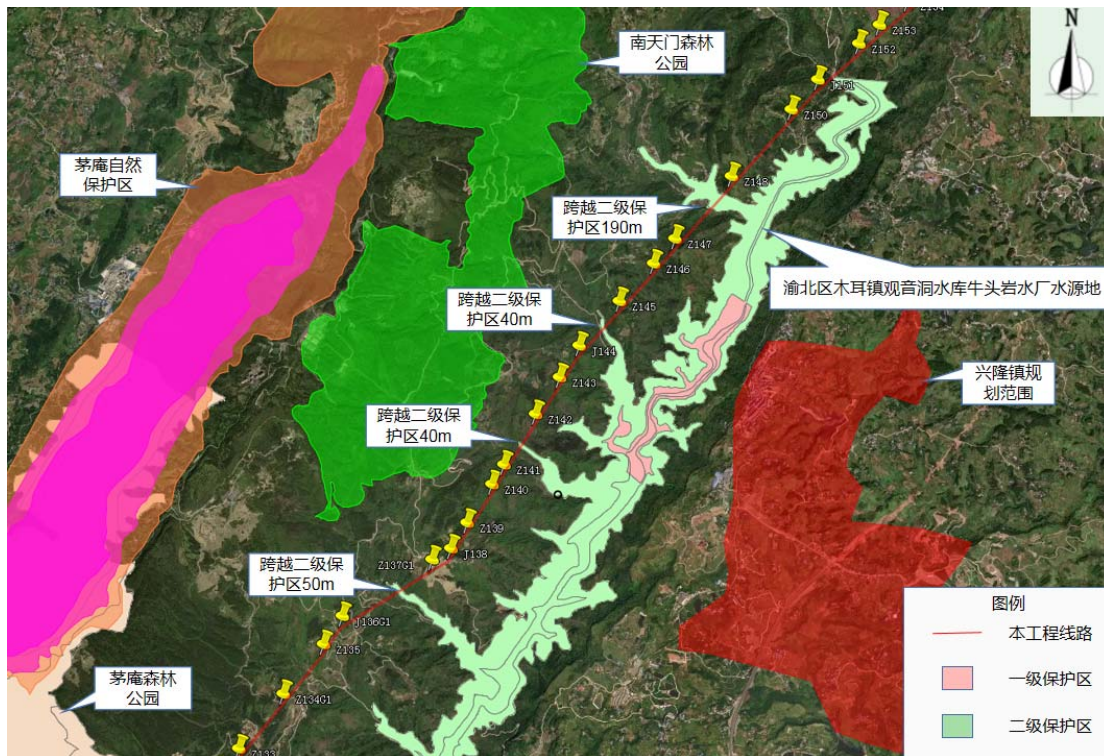 Z154
Z153
Z152
N
南天门森林
公园
J151
Z150
茅庵自然
保护区
Z148
跨越二级保
护区190m
Z147
Z146
渝北区木耳镇观音洞水库牛头岩水厂水源地
跨越二级保
护区40m
Z145
J144
兴隆镇规
划范围
Z143
跨越二级保
护区40m
Z142
Z141
Z140
Z139
J138
Z137G1
跨越二级保
护区50m
J136G1
Z135
图例
本工程线路
一级保护区
二级保护区
茅庵森林
公园
Z134G1
Z133